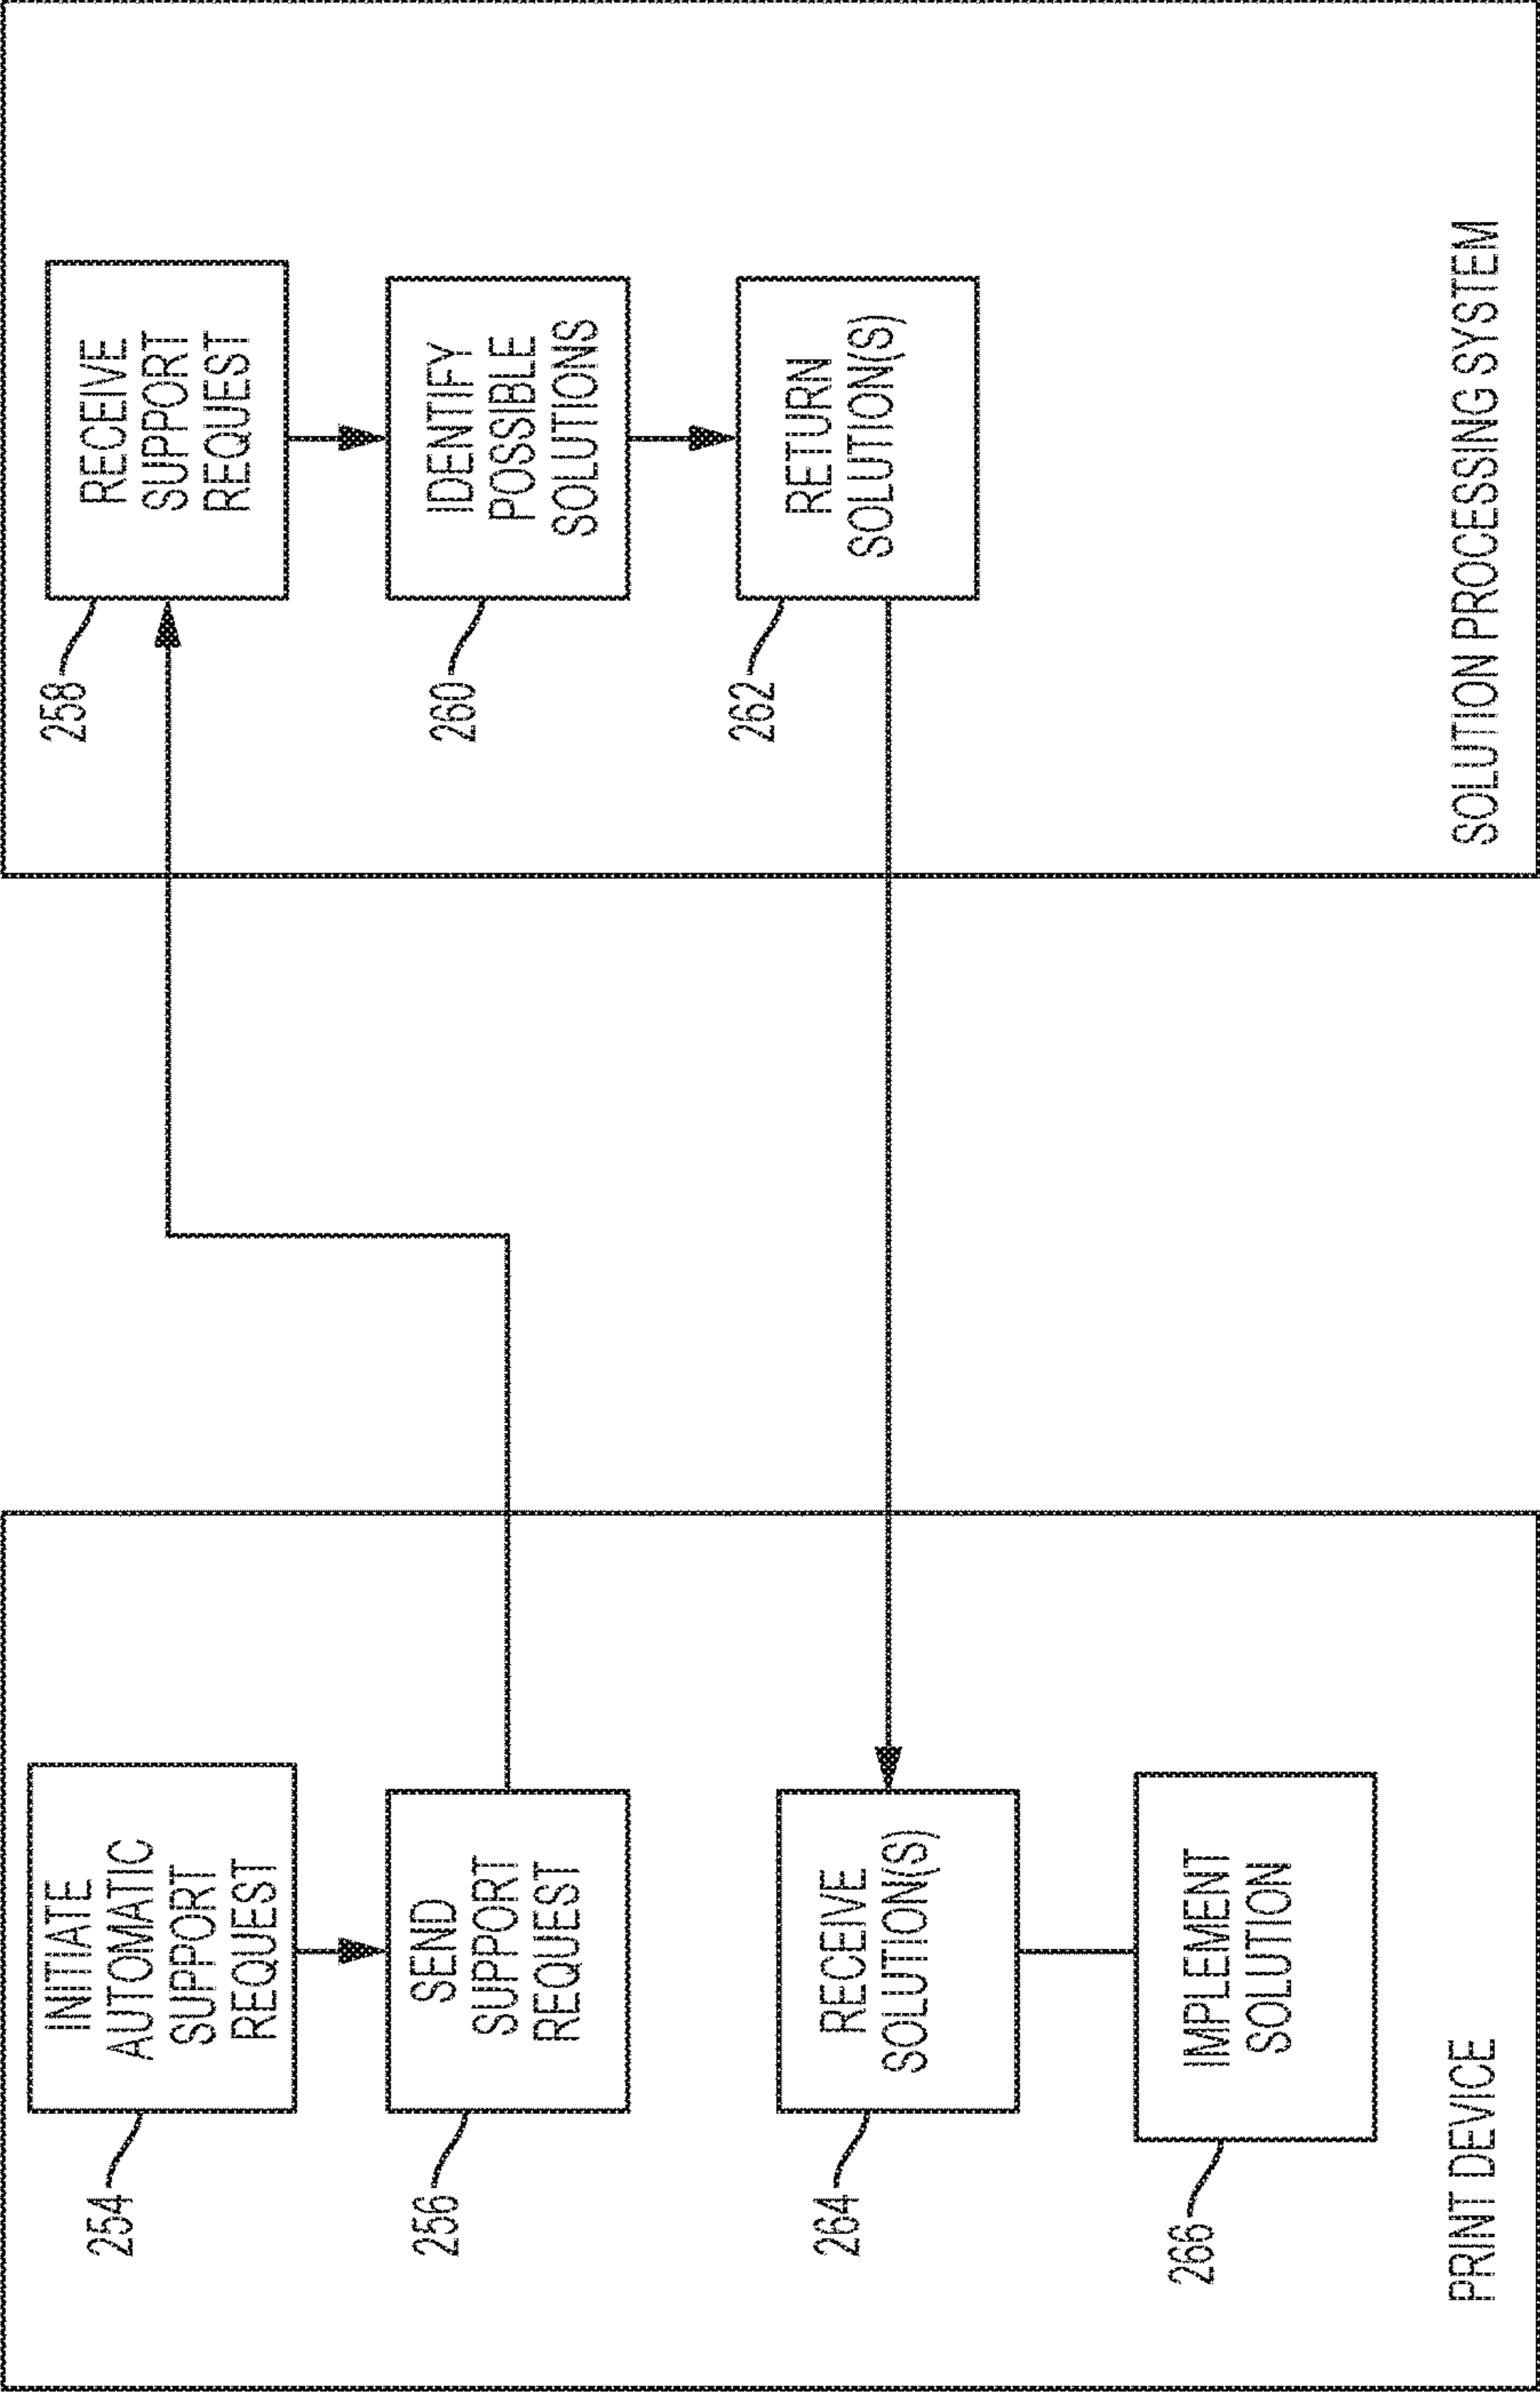 254
INITIATE
AUTOMATIC
SUPPORT
REQUEST
256
SEND
SUPPORT
REQUEST
264
RECEIVE
SOLUTION(S)
266
IMPLEMENT
SOLUTION
PRINT DEVICE
258
RECEIVE
SUPPORT
REQUEST
260
IDENTIFY
POSSIBLE
SOLUTIONS
262
RETURN
SOLUTION(S)
SOLUTION PROCESSING SYSTEM